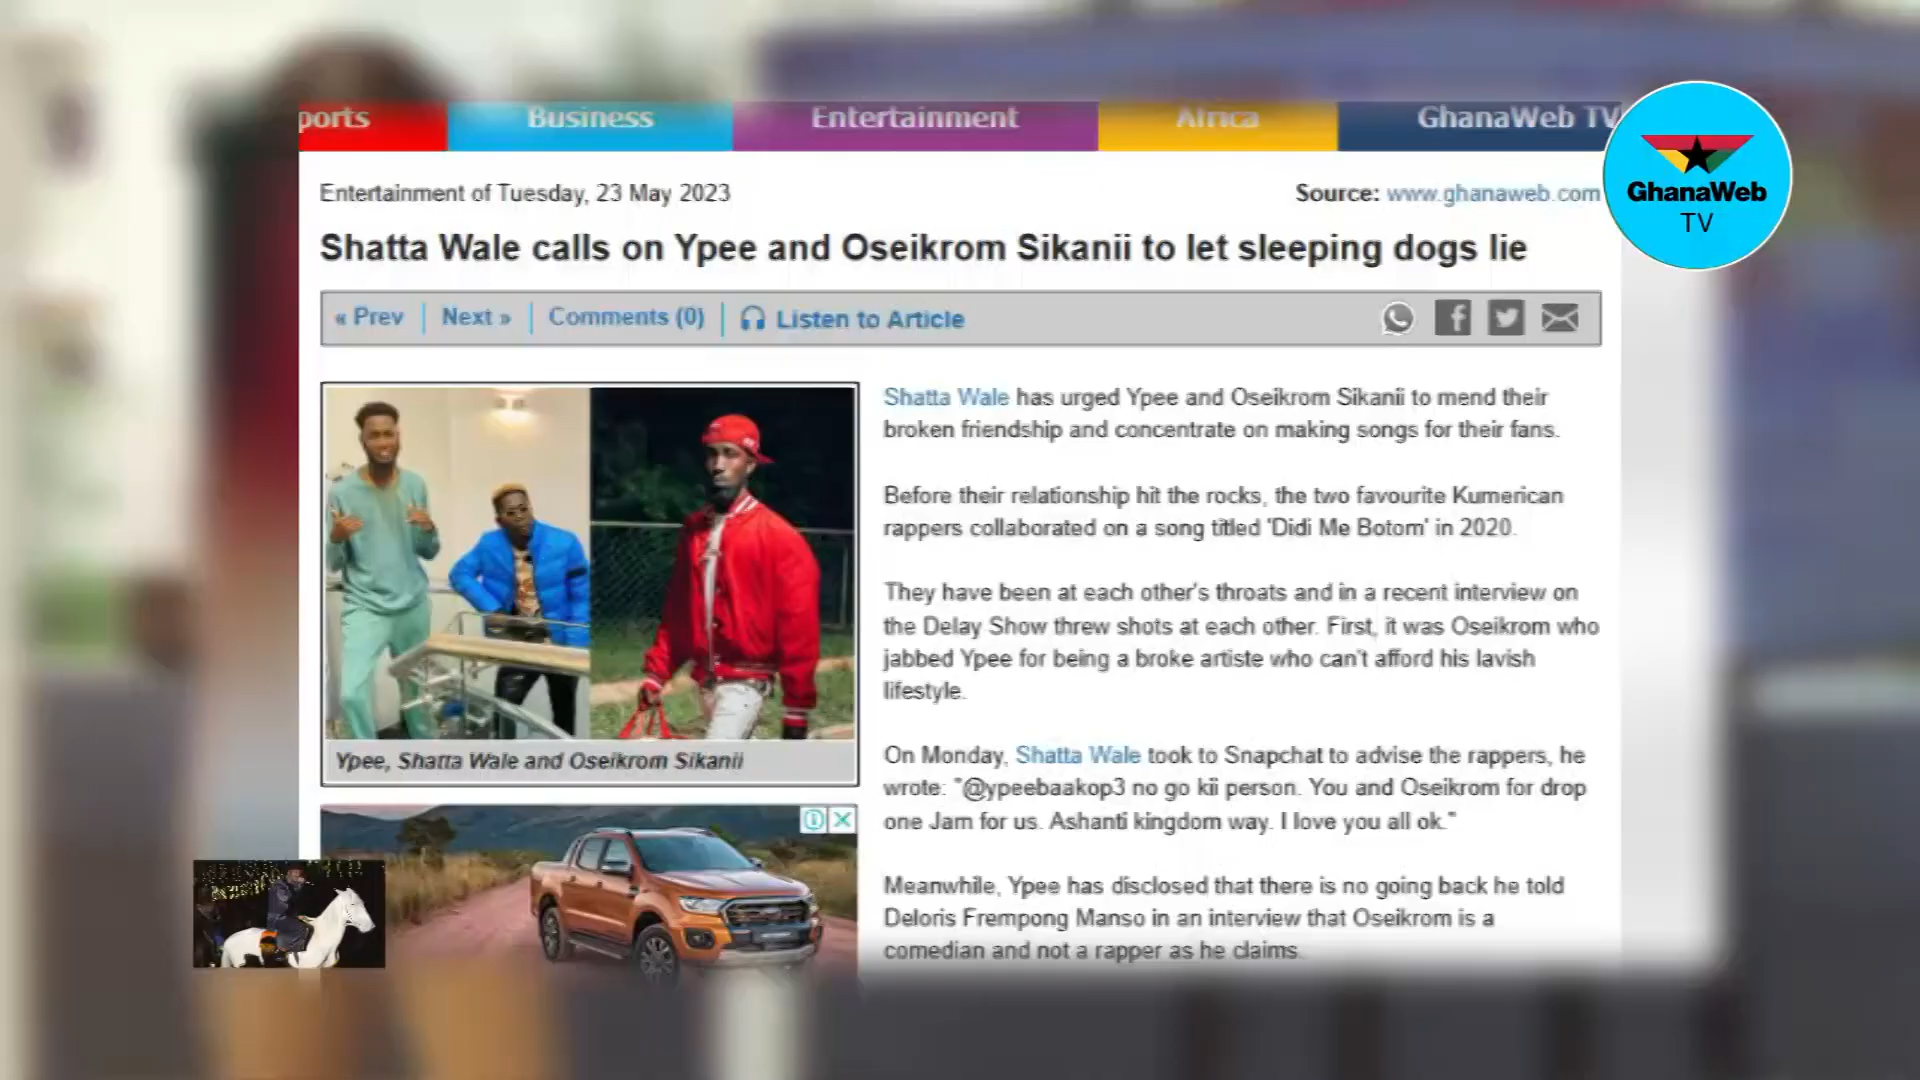 ports Business Entertainment Africa GhanaWeb TV
GhanaWeb
TV
Entertainment of Tuesday, 23 May 2023
Source: www.ghanaweb.com
Shatta Wale calls on Ypee and Oseikrom Sikanii to let sleeping dogs lie
« Prev Next » Comments (0) Listen to Article
Ypee, Shatta Wale and Oseikrom Sikanii
Shatta Wale has urged Ypee and Oseikrom Sikanii to mend their
broken friendship and concentrate on making songs for their fans.
Before their relationship hit the rocks, the two favourite Kumerican
rappers collaborated on a song titled 'Didi Me Botom' in 2020.
They have been at each other's throats and in a recent interview on
the Delay Show threw shots at each other. First, it was Oseikrom who
jabbed Ypee for being a broke artiste who can't afford his lavish
lifestyle.
On Monday, Shatta Wale took to Snapchat to advise the rappers, he
wrote: "@ypeebaakop3 no go kii person. You and Oseikrom for drop
one Jam for us. Ashanti kingdom way. I love you all ok."
Meanwhile, Ypee has disclosed that there is no going back he told
Deloris Frempong Manso in an interview that Oseikrom is a
comedian and not a rapper as he claims.